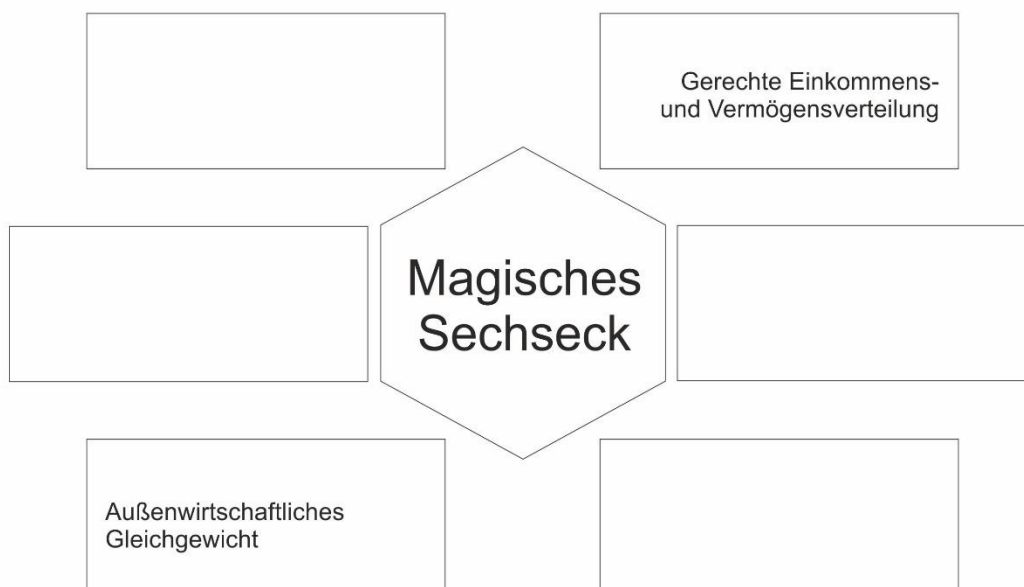 Gerechte Einkommens-
und Vermögensverteilung
Magisches
Sechseck
Außenwirtschaftliches
Gleichgewicht